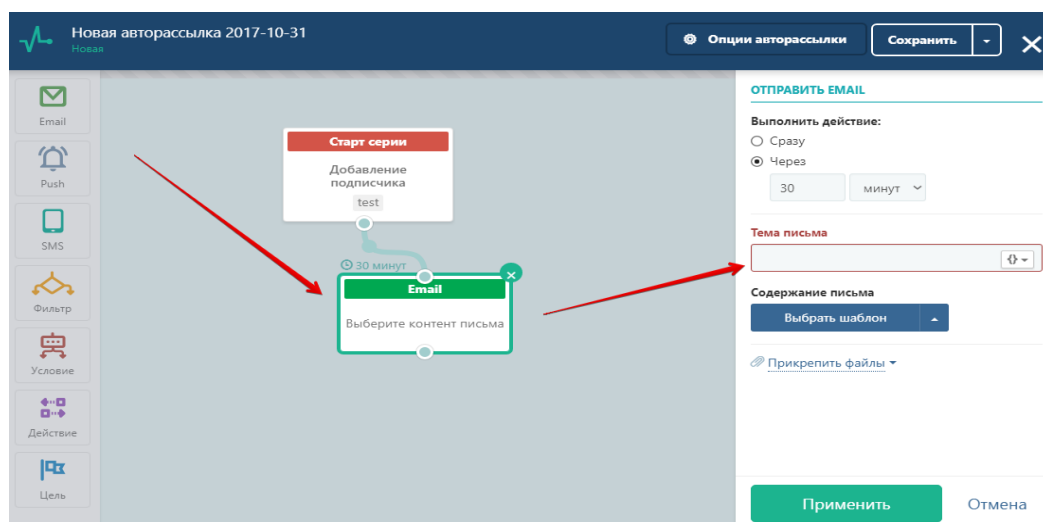 Новая авторассылка 2017-10-31
Новая
Опции авторассылки
Сохранить
Email
Push
SMS
Фильтр
Условие
Действие
Цель
Старт серии
Добавление
подписчика
test
30 минут
Email
Выберите контент письма
ОТПРАВИТЬ EMAIL
Выполнить действие:
Сразу
Через
30 минут
Тема письма
{}
Содержание письма
Выбрать шаблон
Прикрепить файлы
Применить Отмена